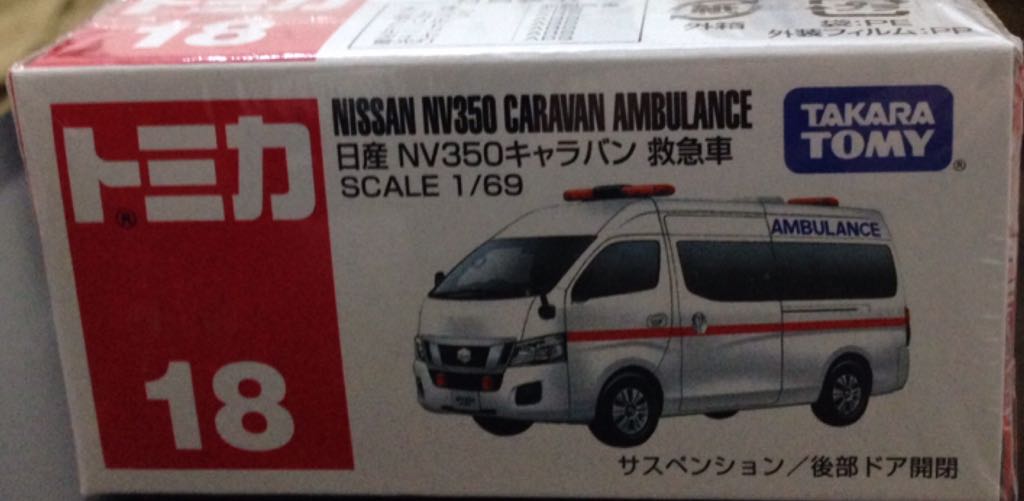 18
外箱
袋:PE
外装フィルム:PP
トミカ
®
NISSAN NV350 CARAVAN AMBULANCE
日産 NV350キャラバン 救急車
SCALE 1/69
TAKARA
TOMY
®
AMBULANCE
18
サスペンション/後部ドア開閉